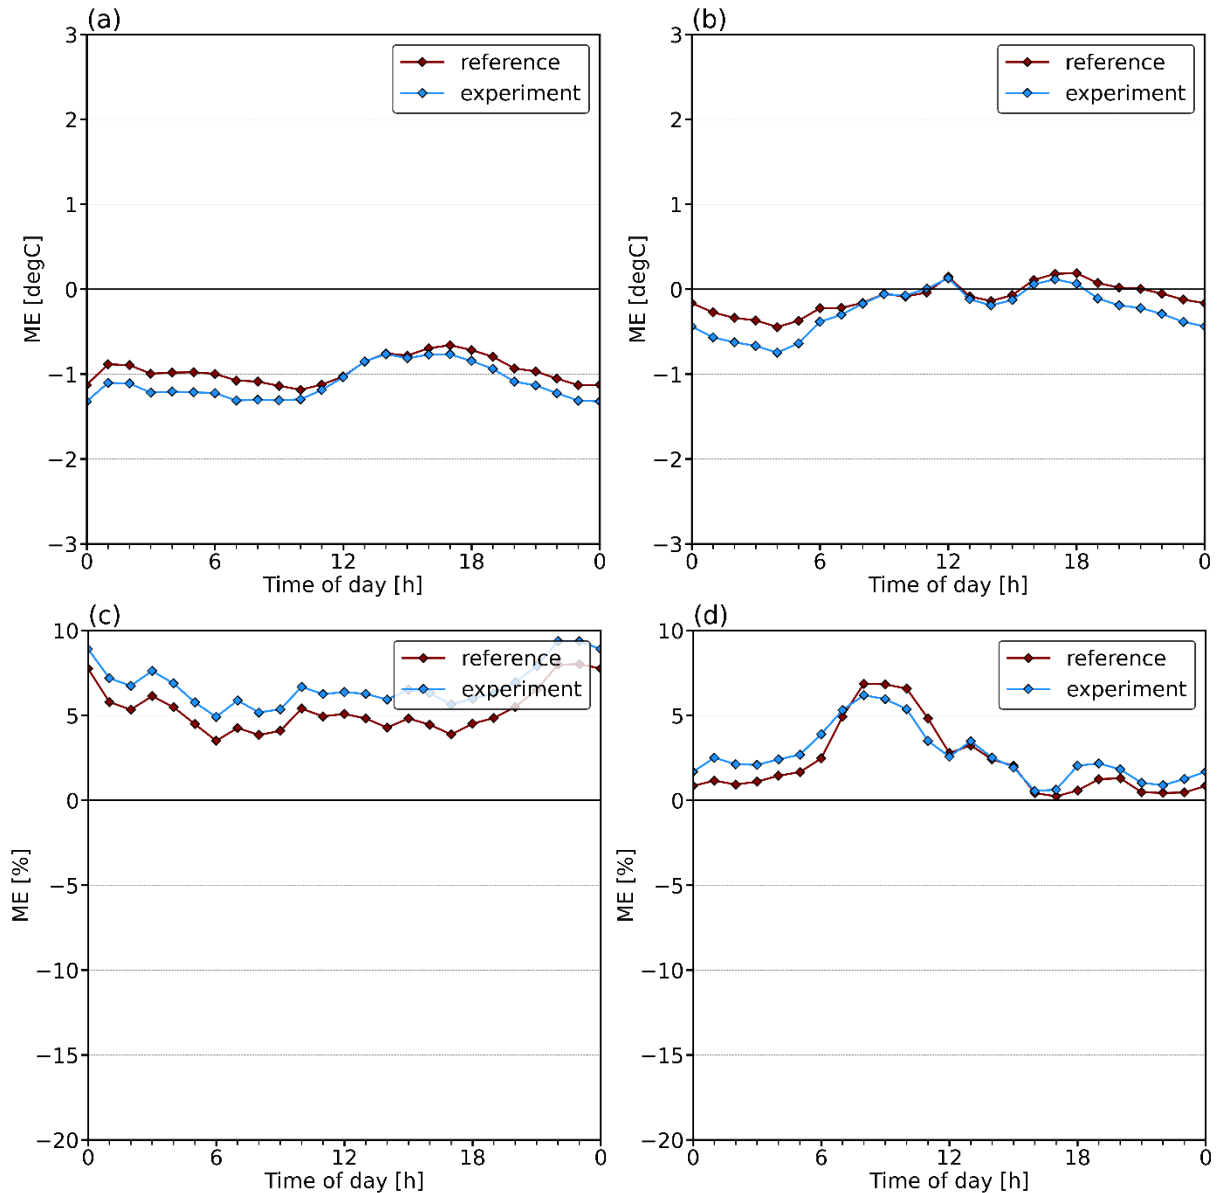 (a)
3
2
1
0
−1
−2
−3
ME [degC]
reference
experiment
0 6 12 18 0
Time of day [h]
(b)
3
2
1
0
−1
−2
−3
ME [degC]
reference
experiment
0 6 12 18 0
Time of day [h]
(c)
10
5
0
−5
−10
−15
−20
ME [%]
reference
experiment
0 6 12 18 0
Time of day [h]
(d)
10
5
0
−5
−10
−15
−20
ME [%]
reference
experiment
0 6 12 18 0
Time of day [h]